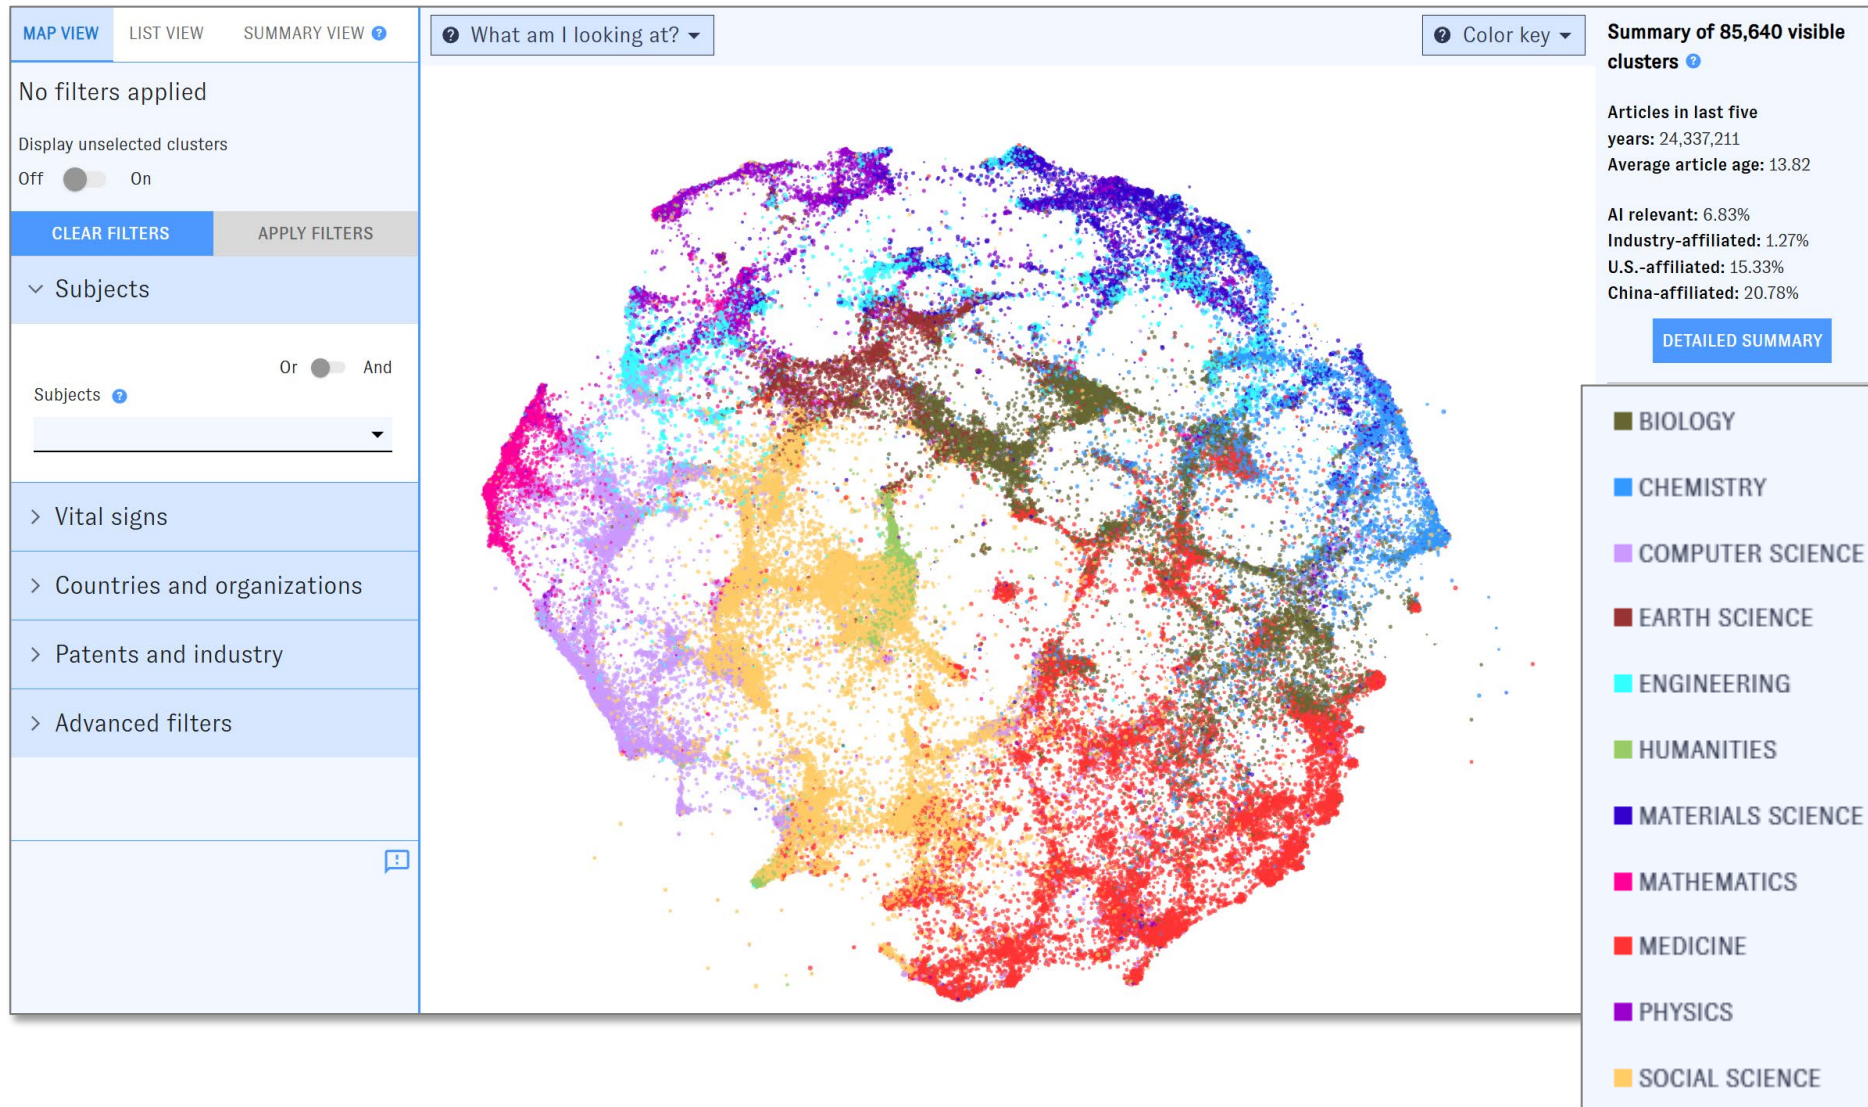 MAP VIEW
LIST VIEW
SUMMARY VIEW ?
No filters applied
Display unselected clusters
Off On
CLEAR FILTERS
APPLY FILTERS
Subjects
Or And
Subjects ?
Vital signs
Countries and organizations
Patents and industry
Advanced filters
? What am I looking at?
? Color key
Summary of 85,640 visible
clusters ?
Articles in last five
years: 24,337,211
Average article age: 13.82
AI relevant: 6.83%
Industry-affiliated: 1.27%
U.S.-affiliated: 15.33%
China-affiliated: 20.78%
DETAILED SUMMARY
BIOLOGY
CHEMISTRY
COMPUTER SCIENCE
EARTH SCIENCE
ENGINEERING
HUMANITIES
MATERIALS SCIENCE
MATHEMATICS
MEDICINE
PHYSICS
SOCIAL SCIENCE